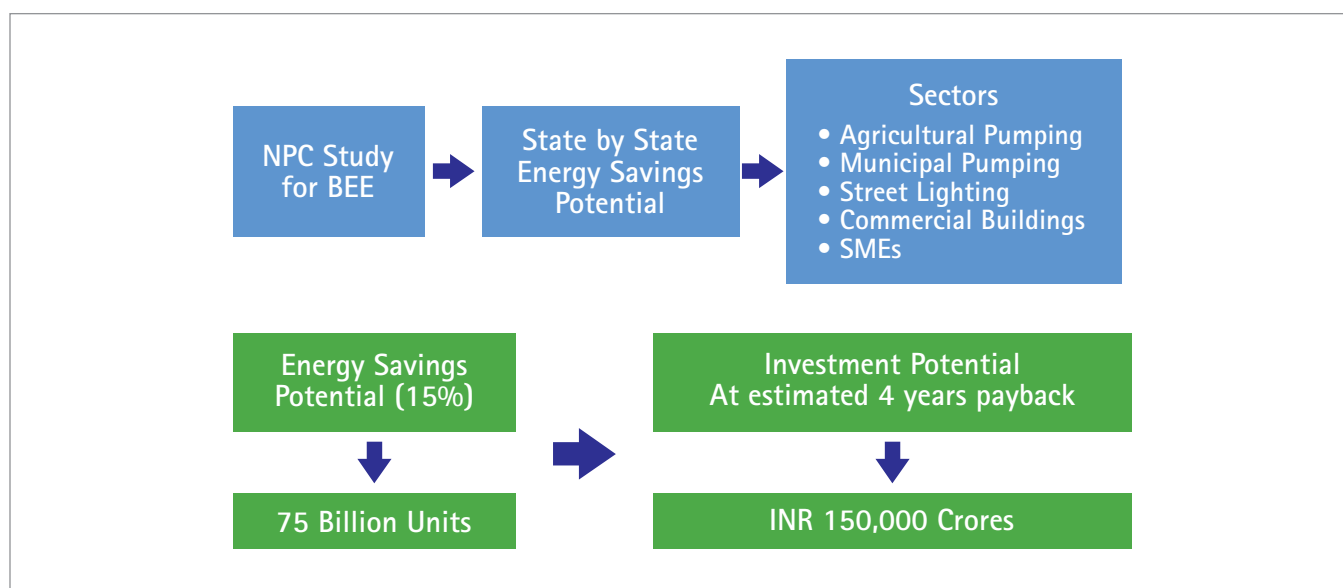 NPC Study
for BEE
State by State
Energy Savings
Potential
Sectors
• Agricultural Pumping
• Municipal Pumping
• Street Lighting
• Commercial Buildings
• SMEs
Energy Savings
Potential (15%)
Investment Potential
At estimated 4 years payback
75 Billion Units
INR 150,000 Crores